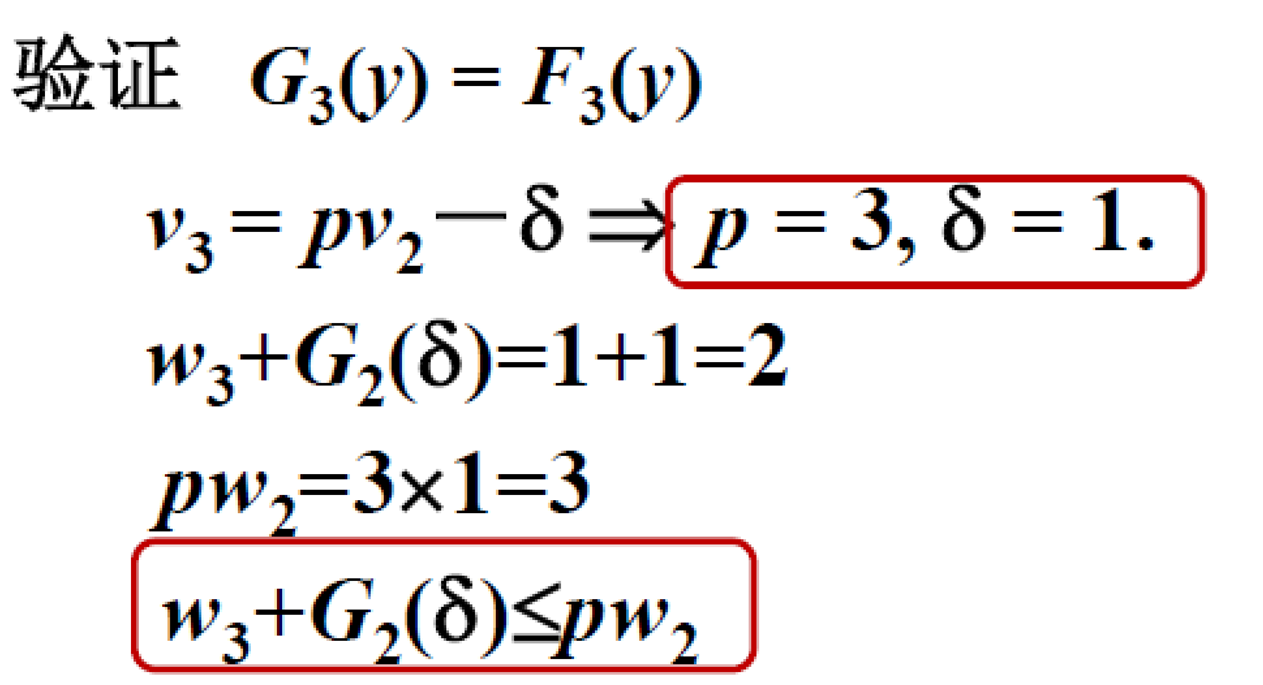 验证 G₃(y) = F₃(y)
v₃ = pv₂ − δ ⇒ p = 3, δ = 1.
w₃+G₂(δ)=1+1=2
pw₂=3×1=3
w₃+G₂(δ)≤pw₂